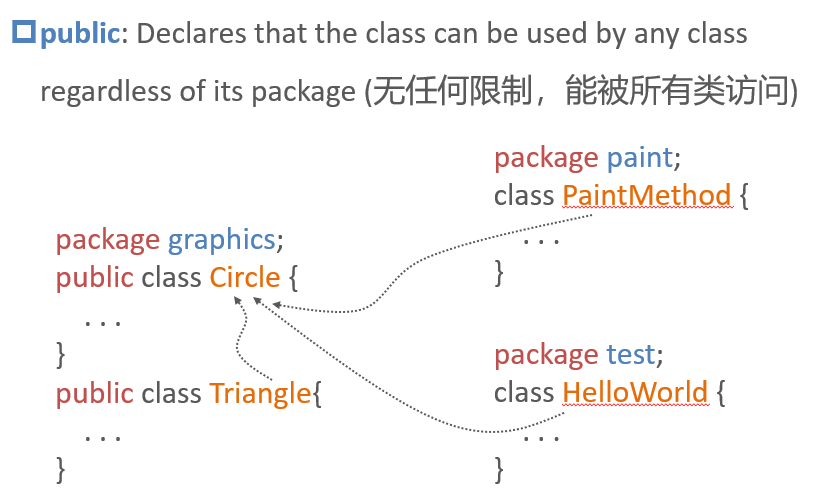 public: Declares that the class can be used by any class
regardless of its package (无任何限制，能被所有类访问)
package graphics;
public class Circle {
. . .
}
public class Triangle{
. . .
}
package paint;
class PaintMethod {
. . .
}
package test;
class HelloWorld {
. . .
}